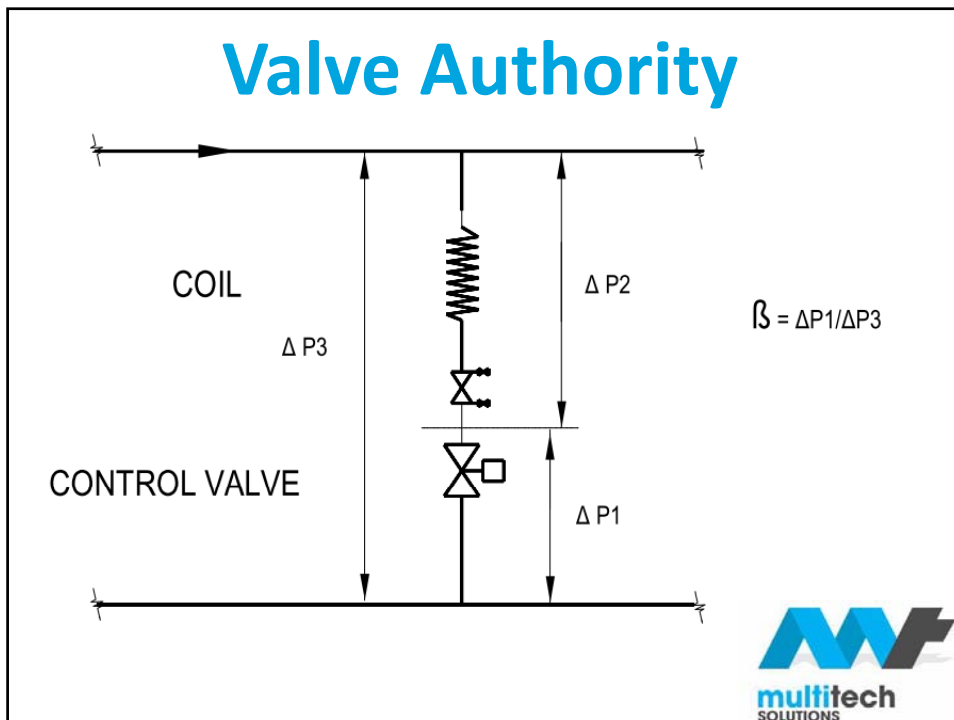 Valve Authority
COIL
Δ P2
ß = ΔP1/ΔP3
Δ P3
CONTROL VALVE
Δ P1
multitech
SOLUTIONS